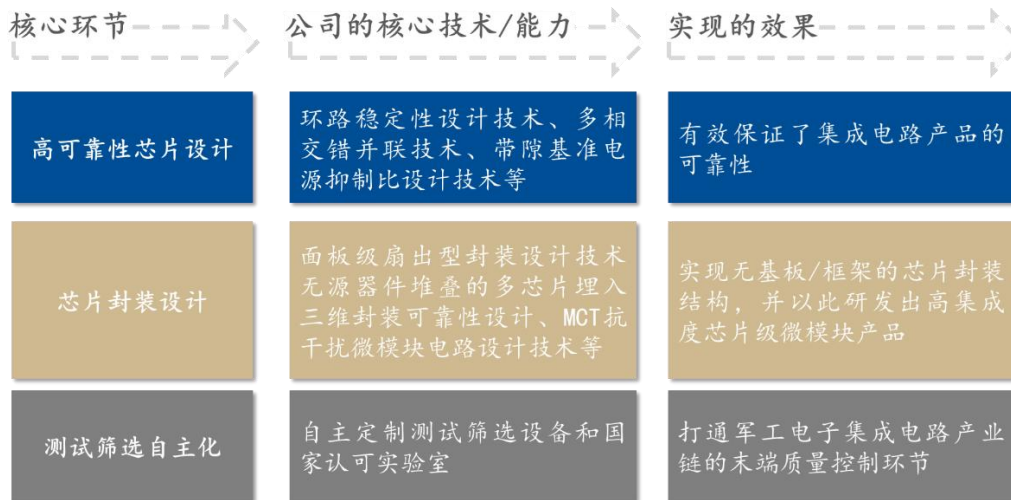 核心环节
公司的核心技术/能力
实现的效果
高可靠性芯片设计
环路稳定性设计技术、多相
交错并联技术、带隙基准电
源抑制比设计技术等
有效保证了集成电路产品的
可靠性
芯片封装设计
面板级扇出型封装设计技术
无源器件堆叠的多芯片埋入
三维封装可靠性设计、MCT抗
干扰微模块电路设计技术等
实现无基板/框架的芯片封装
结构，并以此研发出高集成
度芯片级微模块产品
测试筛选自主化
自主定制测试筛选设备和国
家认可实验室
打通军工电子集成电路产业
链的末端质量控制环节